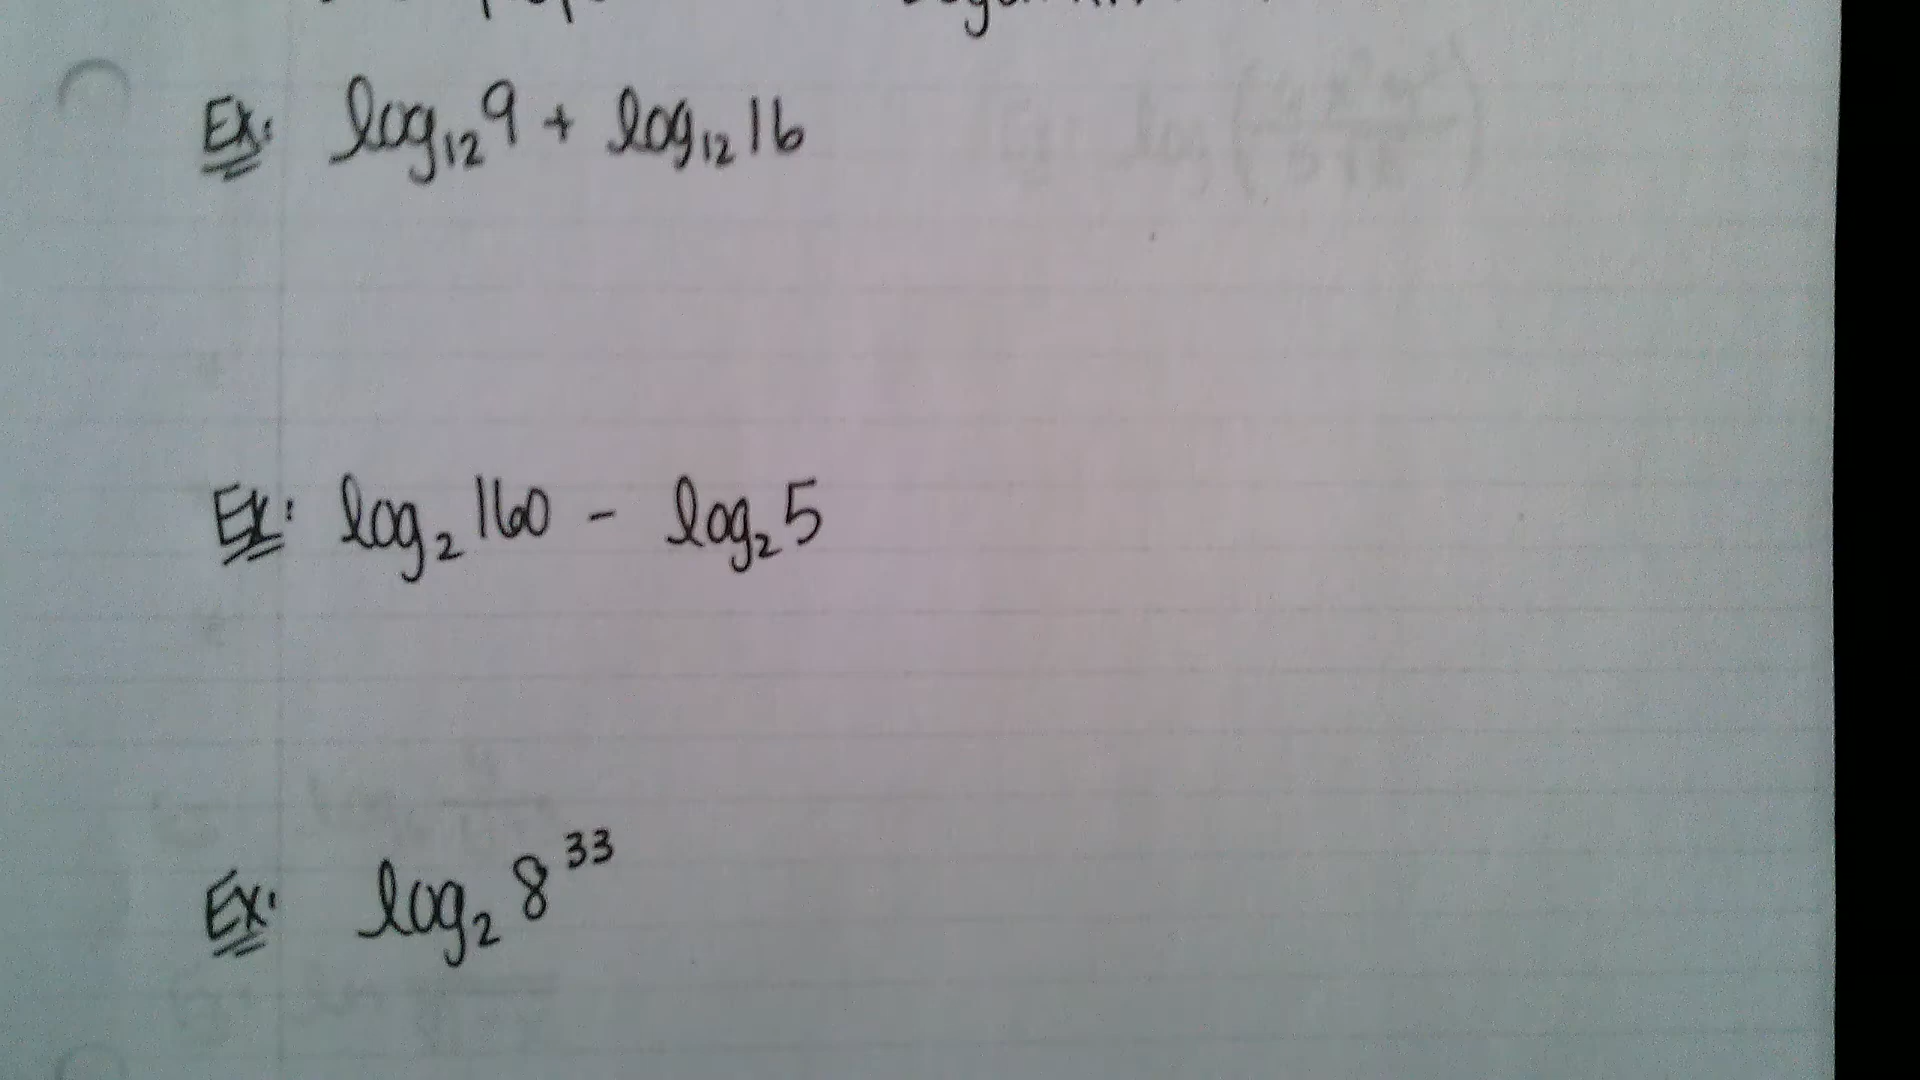 Ex: log₁₂9 + log₁₂16
Ex: log₂160 - log₂5
Ex: log₂8³³